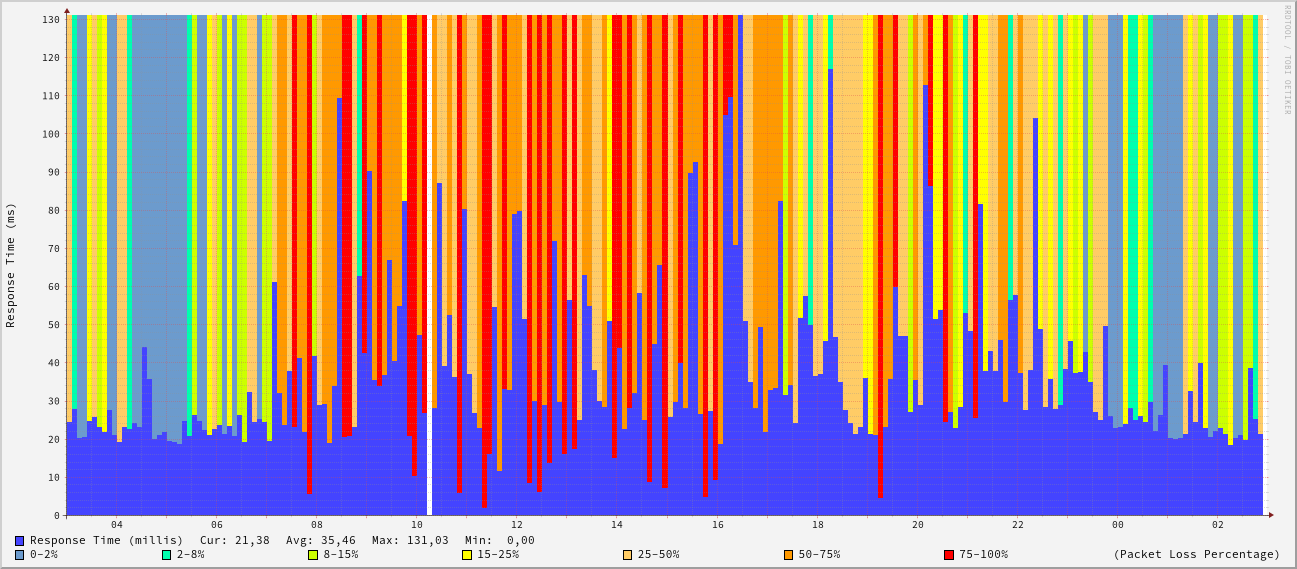 RRDTOOL / TOBI OETIKER
Response Time (ms)
130
120
110
100
90
80
70
60
50
40
30
20
10
0
04 06 08 10 12 14 16 18 20 22 00 02
Response Time (millis) Cur: 21,38 Avg: 35,46 Max: 131,03 Min: 0,00
0-2% 2-8% 8-15% 15-25% 25-50% 50-75% 75-100% (Packet Loss Percentage)